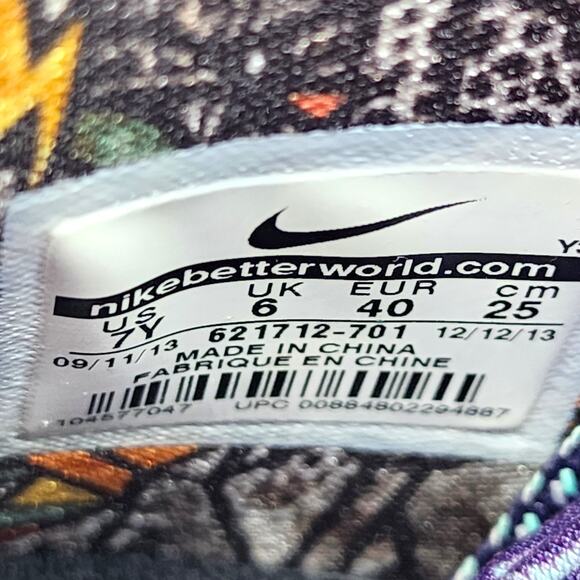 nikebetterworld.com
US UK EUR cm
7Y 6 40 25
09/11/13 621712-701 12/12/13
MADE IN CHINA
FABRIQUE EN CHINE
104577047 UPC 00884802294887